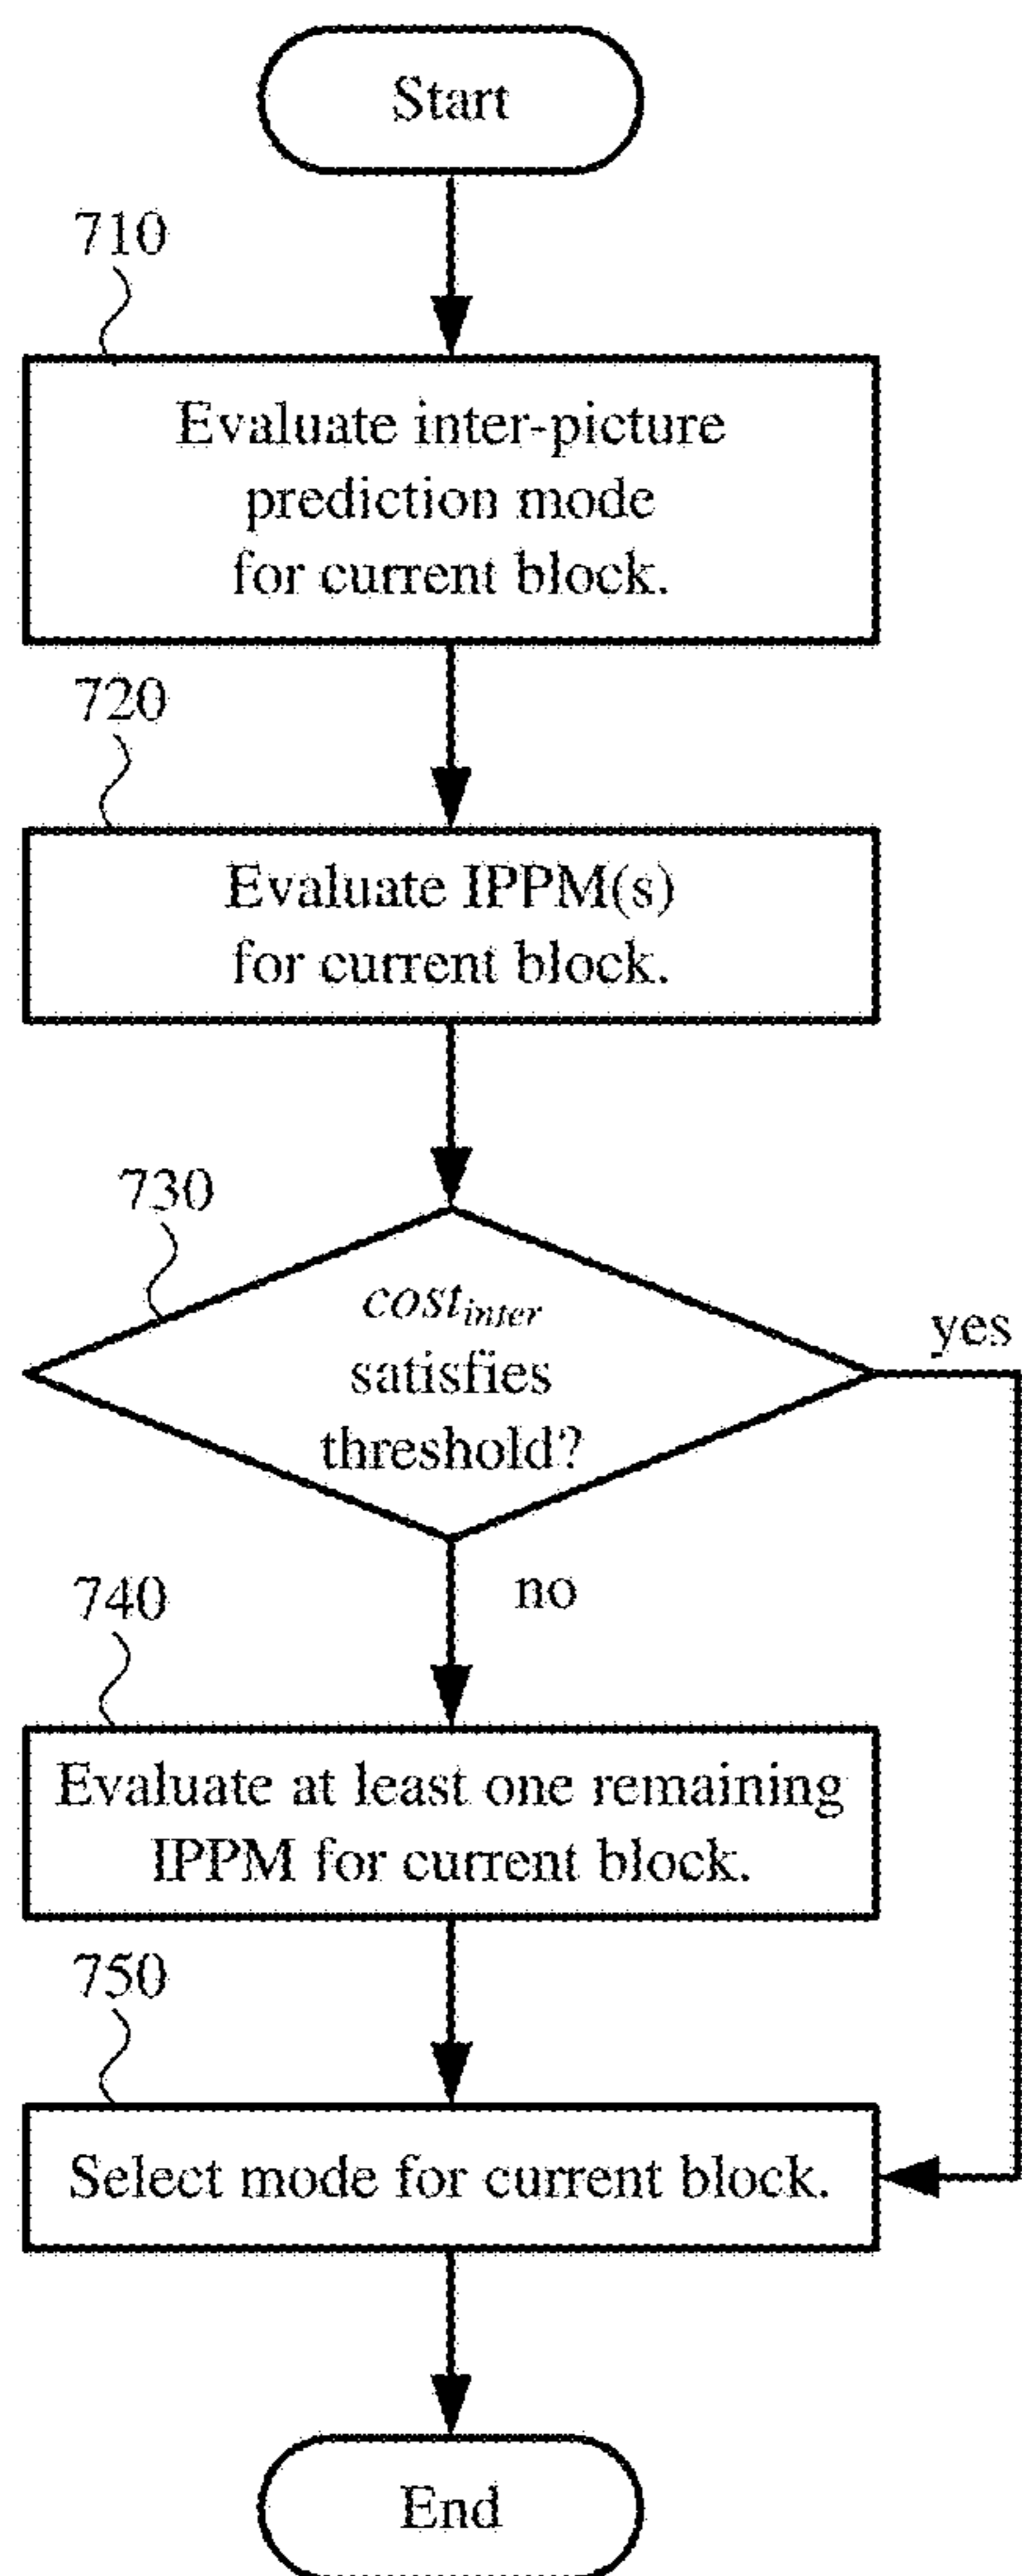 Start
710
Evaluate inter-picture
prediction mode
for current block.
720
Evaluate IPPM(s)
for current block.
730
cost_inter
satisfies
threshold?
yes
no
740
Evaluate at least one remaining
IPPM for current block.
750
Select mode for current block.
End